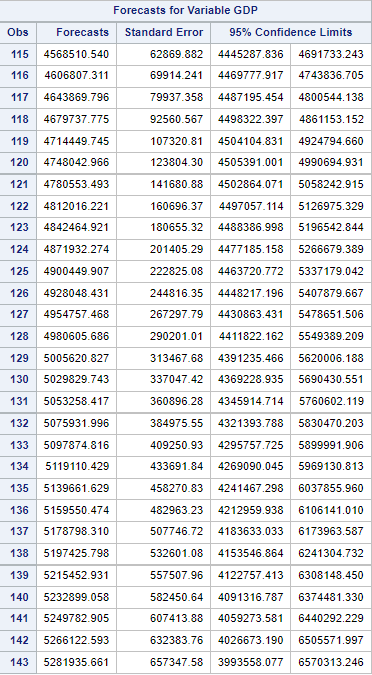 Forecasts for Variable GDP
Obs Forecasts Standard Error 95% Confidence Limits
115 4568510.540 62869.882 4445287.836 4691733.243
116 4606807.311 69914.241 4469777.917 4743836.705
117 4643869.796 79937.358 4487195.454 4800544.138
118 4679737.775 92560.567 4498322.397 4861153.152
119 4714449.745 107320.81 4504104.831 4924794.660
120 4748042.966 123804.30 4505391.001 4990694.931
121 4780553.493 141680.88 4502864.071 5058242.915
122 4812016.221 160696.37 4497057.114 5126975.329
123 4842464.921 180655.32 4488386.998 5196542.844
124 4871932.274 201405.29 4477185.158 5266679.389
125 4900449.907 222825.08 4463720.772 5337179.042
126 4928048.431 244816.35 4448217.196 5407879.667
127 4954757.468 267297.79 4430863.431 5478651.506
128 4980605.686 290201.01 4411822.162 5549389.209
129 5005620.827 313467.68 4391235.466 5620006.188
130 5029829.743 337047.42 4369228.935 5690430.551
131 5053258.417 360896.28 4345914.714 5760602.119
132 5075931.996 384975.55 4321393.788 5830470.203
133 5097874.816 409250.93 4295757.725 5899991.906
134 5119110.429 433691.84 4269090.045 5969130.813
135 5139661.629 458270.83 4241467.298 6037855.960
136 5159550.474 482963.23 4212959.938 6106141.010
137 5178798.310 507746.72 4183633.033 6173963.587
138 5197425.798 532601.08 4153546.864 6241304.732
139 5215452.931 557507.96 4122757.413 6308148.450
140 5232899.058 582450.64 4091316.787 6374481.330
141 5249782.905 607413.88 4059273.581 6440292.229
142 5266122.593 632383.76 4026673.190 6505571.997
143 5281935.661 657347.58 3993558.077 6570313.246